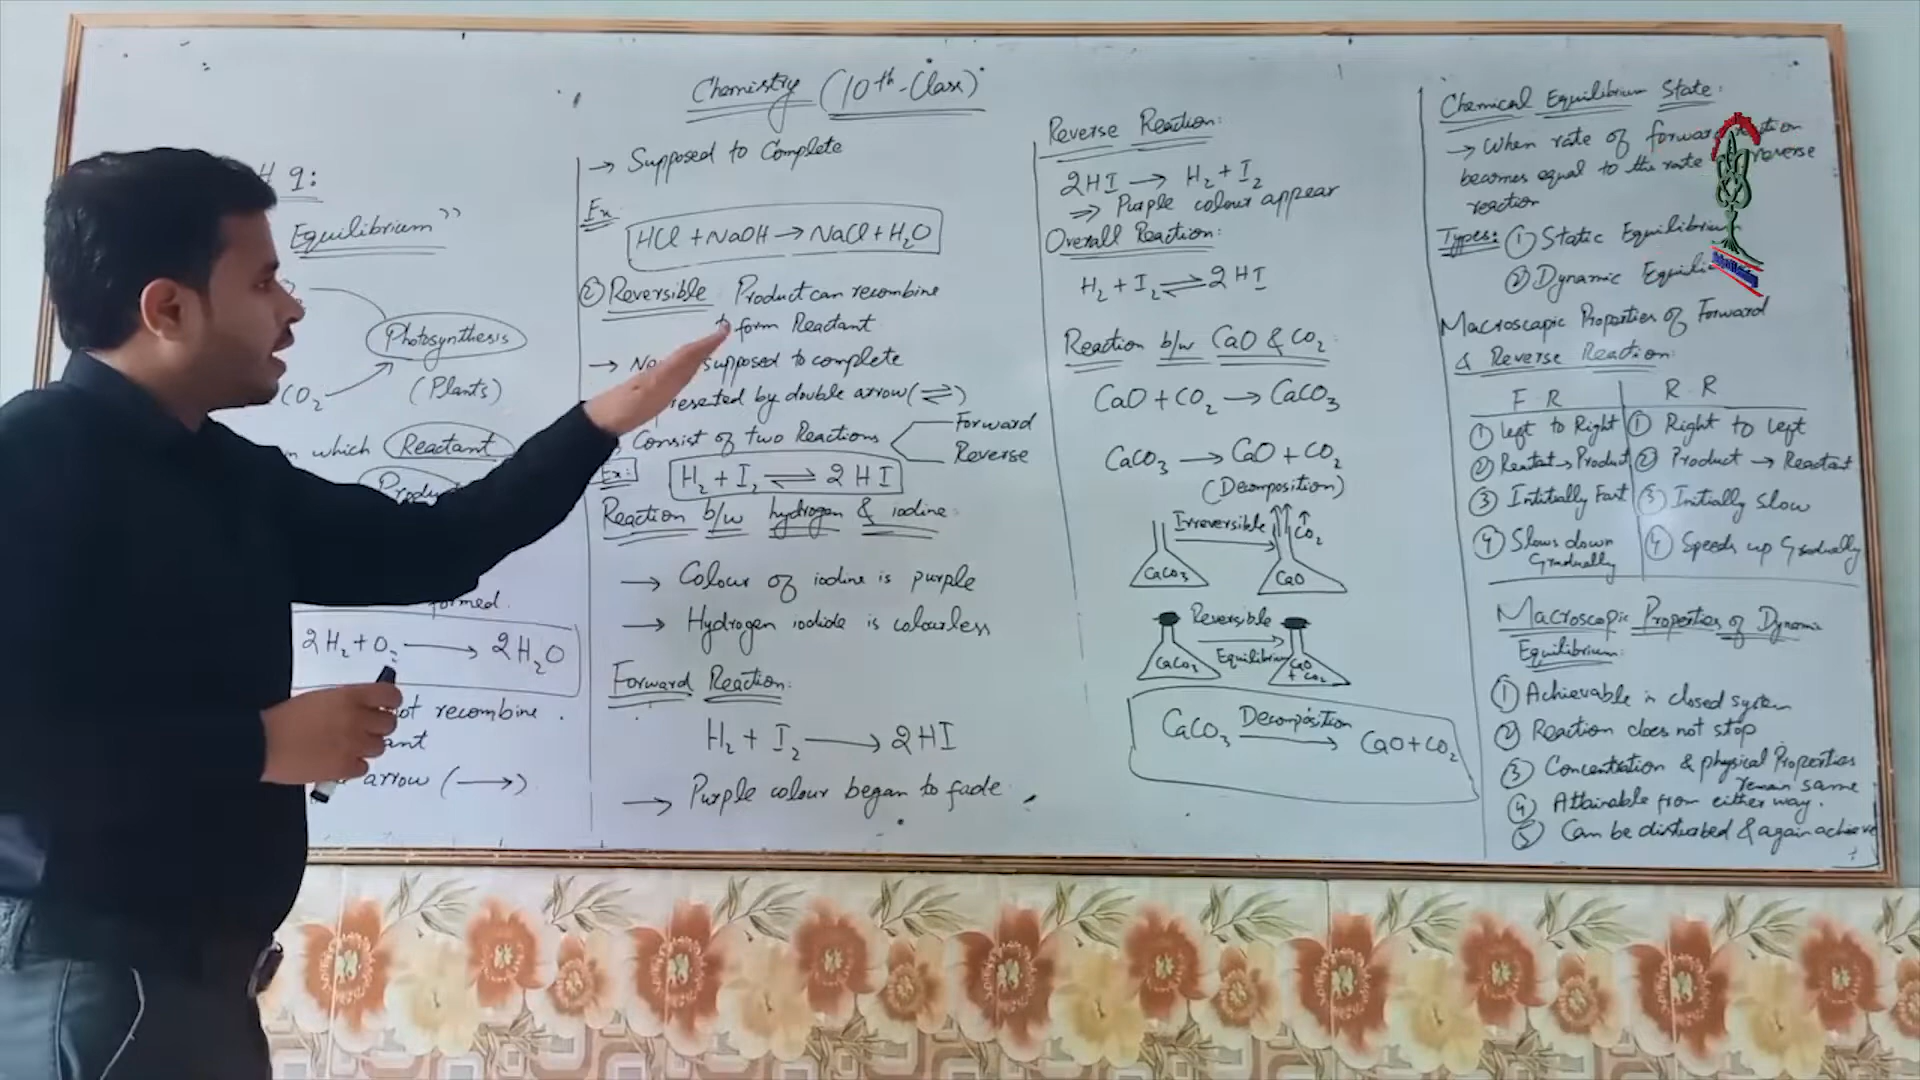 Chemistry (10th-Class)
H 9:
Equilibrium”
Photosynthesis
CO₂
(Plants)
which Reactant
formed.
2H₂ + O₂ ⟶ 2H₂O
not recombine.
arrow (⟶)
→ Supposed to Complete
Ex
HCl + NaOH → NaCl + H₂O
② Reversible Product can recombine
to form Reactant.
→ supposed to complete
by double arrow (⇌)
Consist of two Reactions
Forward
Reverse
Ex:
H₂ + I₂ ⇌ 2HI
Reaction b/w hydrogen & iodine:
→ Colour of iodine is purple
→ Hydrogen iodide is colourless
Forward Reaction:
H₂ + I₂ ⟶ 2HI
→ Purple colour began to fade
Reverse Reaction:
2HI → H₂ + I₂
⇒ Purple colour appear
Overall Reaction:
H₂ + I₂ ⇌ 2HI
Reaction b/w CaO & CO₂:
CaO + CO₂ → CaCO₃
CaCO₃ → CaO + CO₂
(Decomposition)
Irreversible
CO₂
CaCO₃
CaO
Reversible
Equilibrium
CaCO₃
CaO + CO₂
CaCO₃ Decomposition → CaO + CO₂
Chemical Equilibrium State:
→ When rate of forward reaction
becomes equal to the rate reverse
reaction
Types: ① Static Equilibrium
② Dynamic
Macroscopic Properties of Forward
& Reverse Reaction:
F R
R R
① Left to Right
① Right to Left
② Reactant → Product
② Product → Reactant
③ Intitially Fast
③ Initially slow
④ Slows down Gradually
④ Speeds up Gradually
Macroscopic Properties of Dynamic
Equilibrium:
① Achievable in closed system
② Reaction does not stop
③ Concentration & physical Properties
remain same
④ Attainable from either way.
⑤ Can be disturbed & again achieve